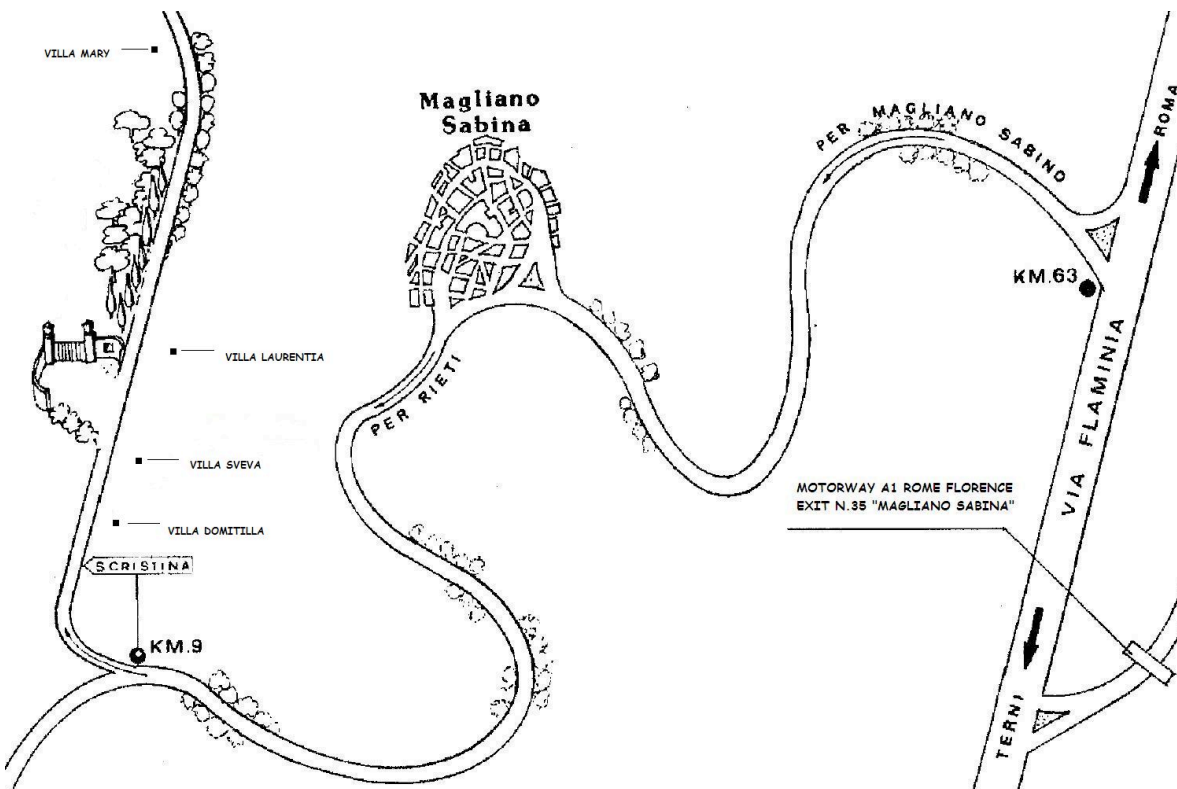 VILLA MARY
Magliano
Sabina
PER MAGLIANO SABINO
ROMA
KM.63
VILLA LAURENTIA
PER RIETI
VIA FLAMINIA
VILLA SVEVA
MOTORWAY A1 ROME FLORENCE
EXIT N.35 "MAGLIANO SABINA"
VILLA DOMITILLA
S.CRISTINA
KM.9
TERNI